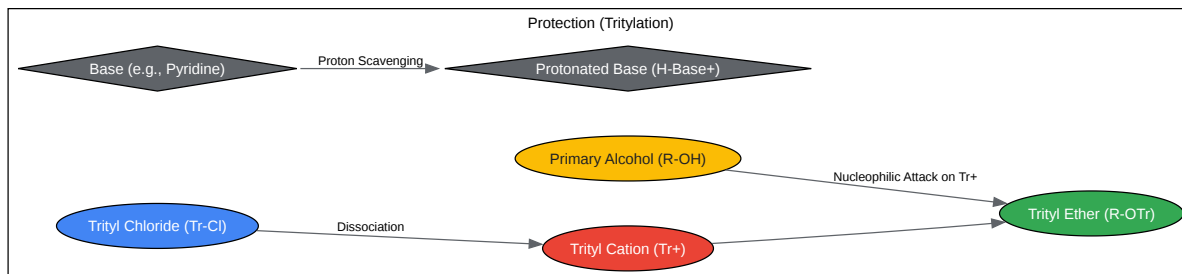 Protection (Tritylation)
Base (e.g., Pyridine)
Proton Scavenging
Protonated Base (H-Base+)
Primary Alcohol (R-OH)
Nucleophilic Attack on Tr+
Trityl Chloride (Tr-Cl)
Dissociation
Trityl Cation (Tr+)
Trityl Ether (R-OTr)